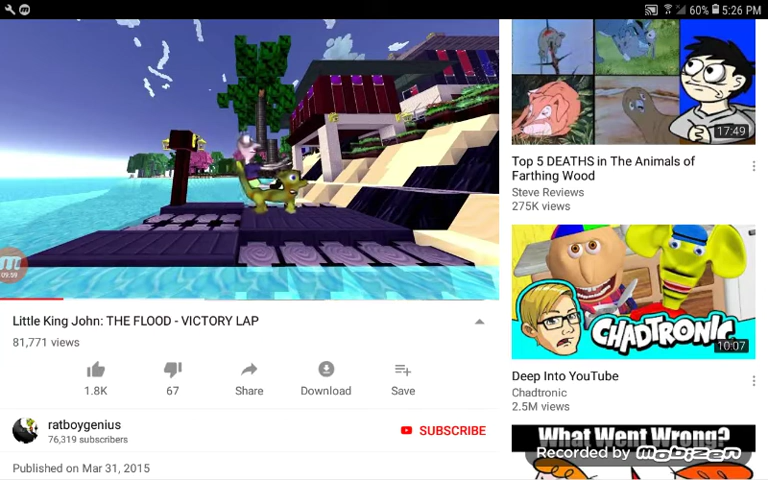 60% 5:26 PM
17:49
Top 5 DEATHS in The Animals of
Farthing Wood
Steve Reviews
275K views
09:59
CHADTRONIC
10:07
Little King John: THE FLOOD - VICTORY LAP
81,771 views
1.8K
67
Share
Download
Save
Deep Into YouTube
Chadtronic
2.5M views
ratboygenius
76,319 subscribers
SUBSCRIBE
What Went Wrong?
Recorded by
mobizen
Published on Mar 31, 2015